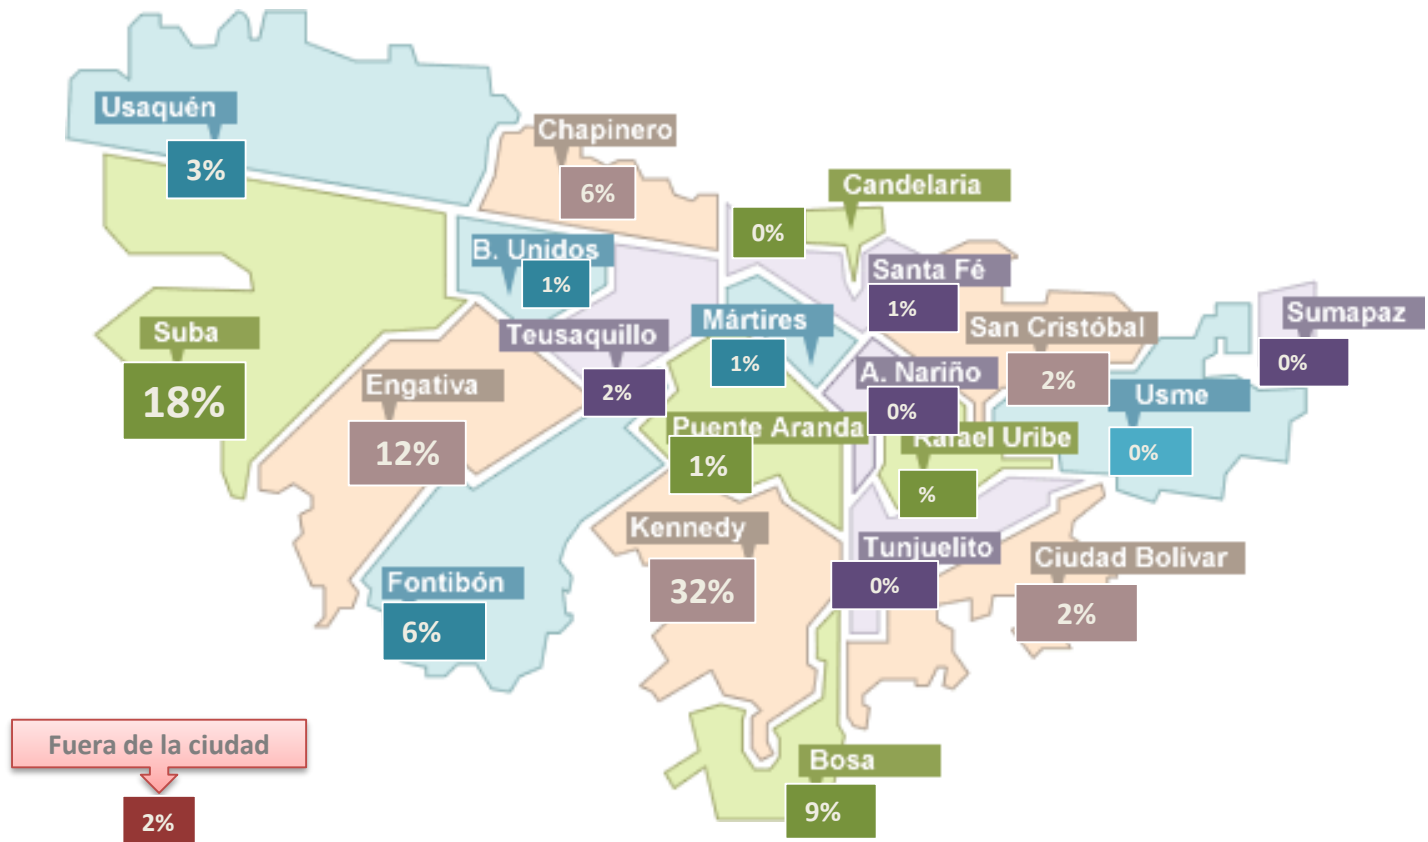 Usaquén
3%
Chapinero
6%
Candelaria
0%
B. Unidos
1%
Santa Fé
1%
Sumapaz
0%
Suba
18%
Teusaquillo
2%
Mártires
1%
San Cristóbal
2%
Engativa
12%
A. Nariño
0%
Usme
0%
Puente Aranda
1%
Rafael Uribe
%
Kennedy
32%
Tunjuelito
0%
Ciudad Bolívar
2%
Fontibón
6%
Fuera de la ciudad
2%
Bosa
9%